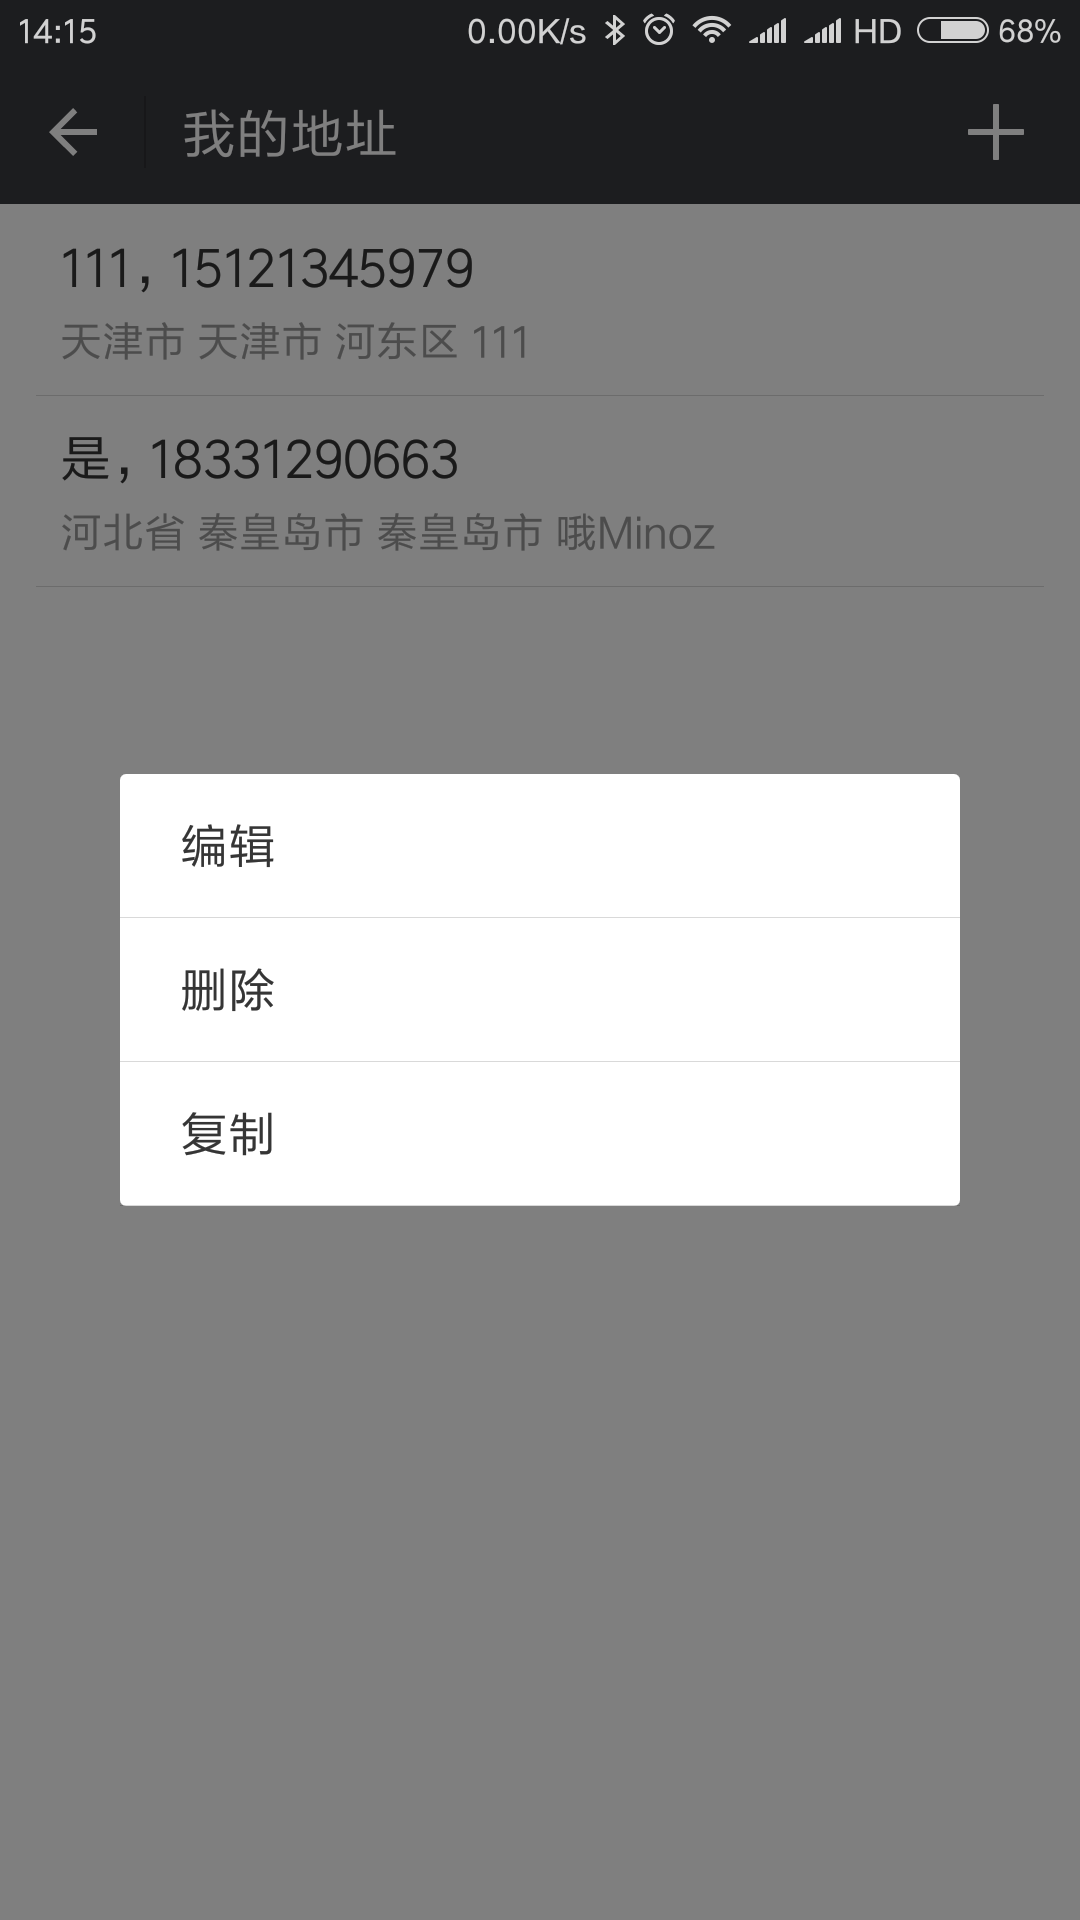 14:15 0.00K/s HD 68%
我的地址
111, 15121345979
天津市 天津市 河东区 111
是, 18331290663
河北省 秦皇岛市 秦皇岛市 哦Minoz
编辑
删除
复制